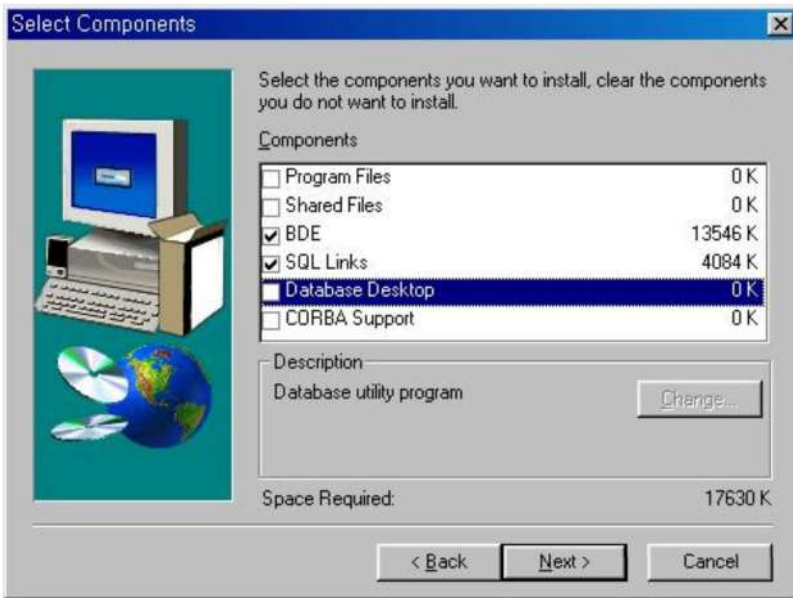 Select Components
Select the components you want to install, clear the components
you do not want to install.
Components
Program Files 0 K
Shared Files 0 K
BDE 13546 K
SQL Links 4084 K
Database Desktop 0 K
CORBA Support 0 K
Description
Database utility program
Change...
Space Required: 17630 K
< Back Next > Cancel